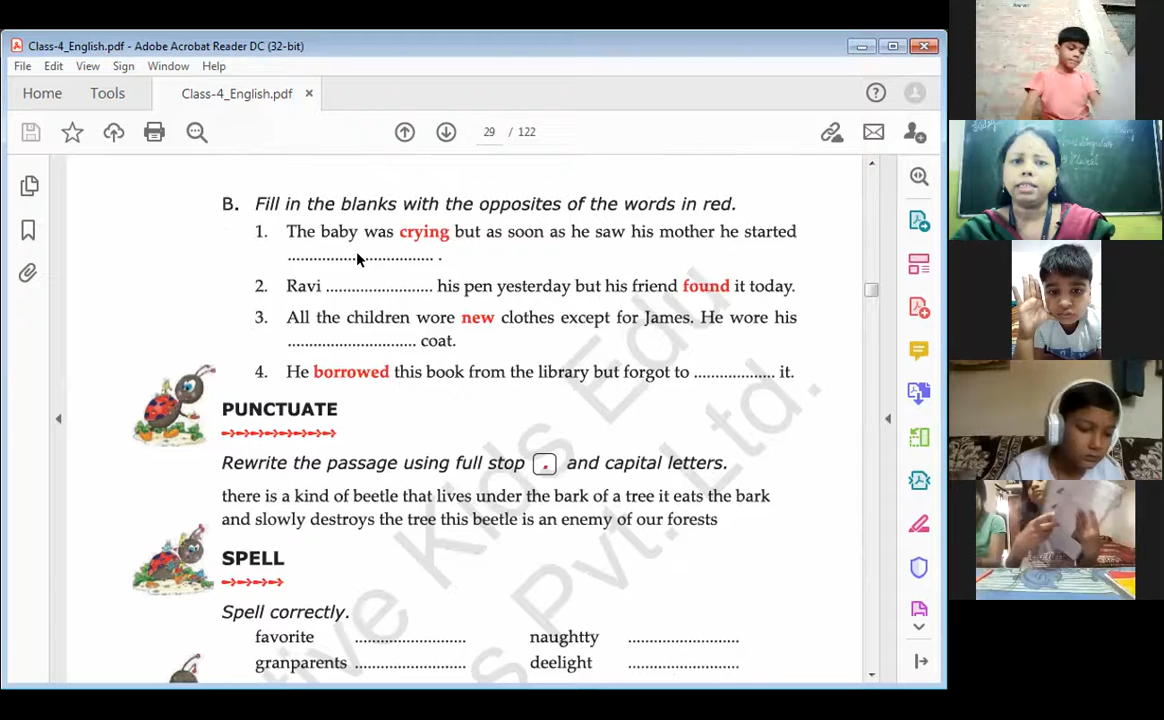 Class-4_English.pdf - Adobe Acrobat Reader DC (32-bit)
File Edit View Sign Window Help
Home Tools Class-4_English.pdf ×
29 / 122
B. Fill in the blanks with the opposites of the words in red.
1. The baby was crying but as soon as he saw his mother he started
.................................. .
2. Ravi ......................... his pen yesterday but his friend found it today.
3. All the children wore new clothes except for James. He wore his
.............................. coat.
4. He borrowed this book from the library but forgot to ................... it.
PUNCTUATE
Rewrite the passage using full stop . and capital letters.
there is a kind of beetle that lives under the bark of a tree it eats the bark
and slowly destroys the tree this beetle is an enemy of our forests
SPELL
Spell correctly.
favorite .......................... naughtty ..........................
granparents .......................... deelight ..........................
Kids Edu
s Pvt. Ltd.